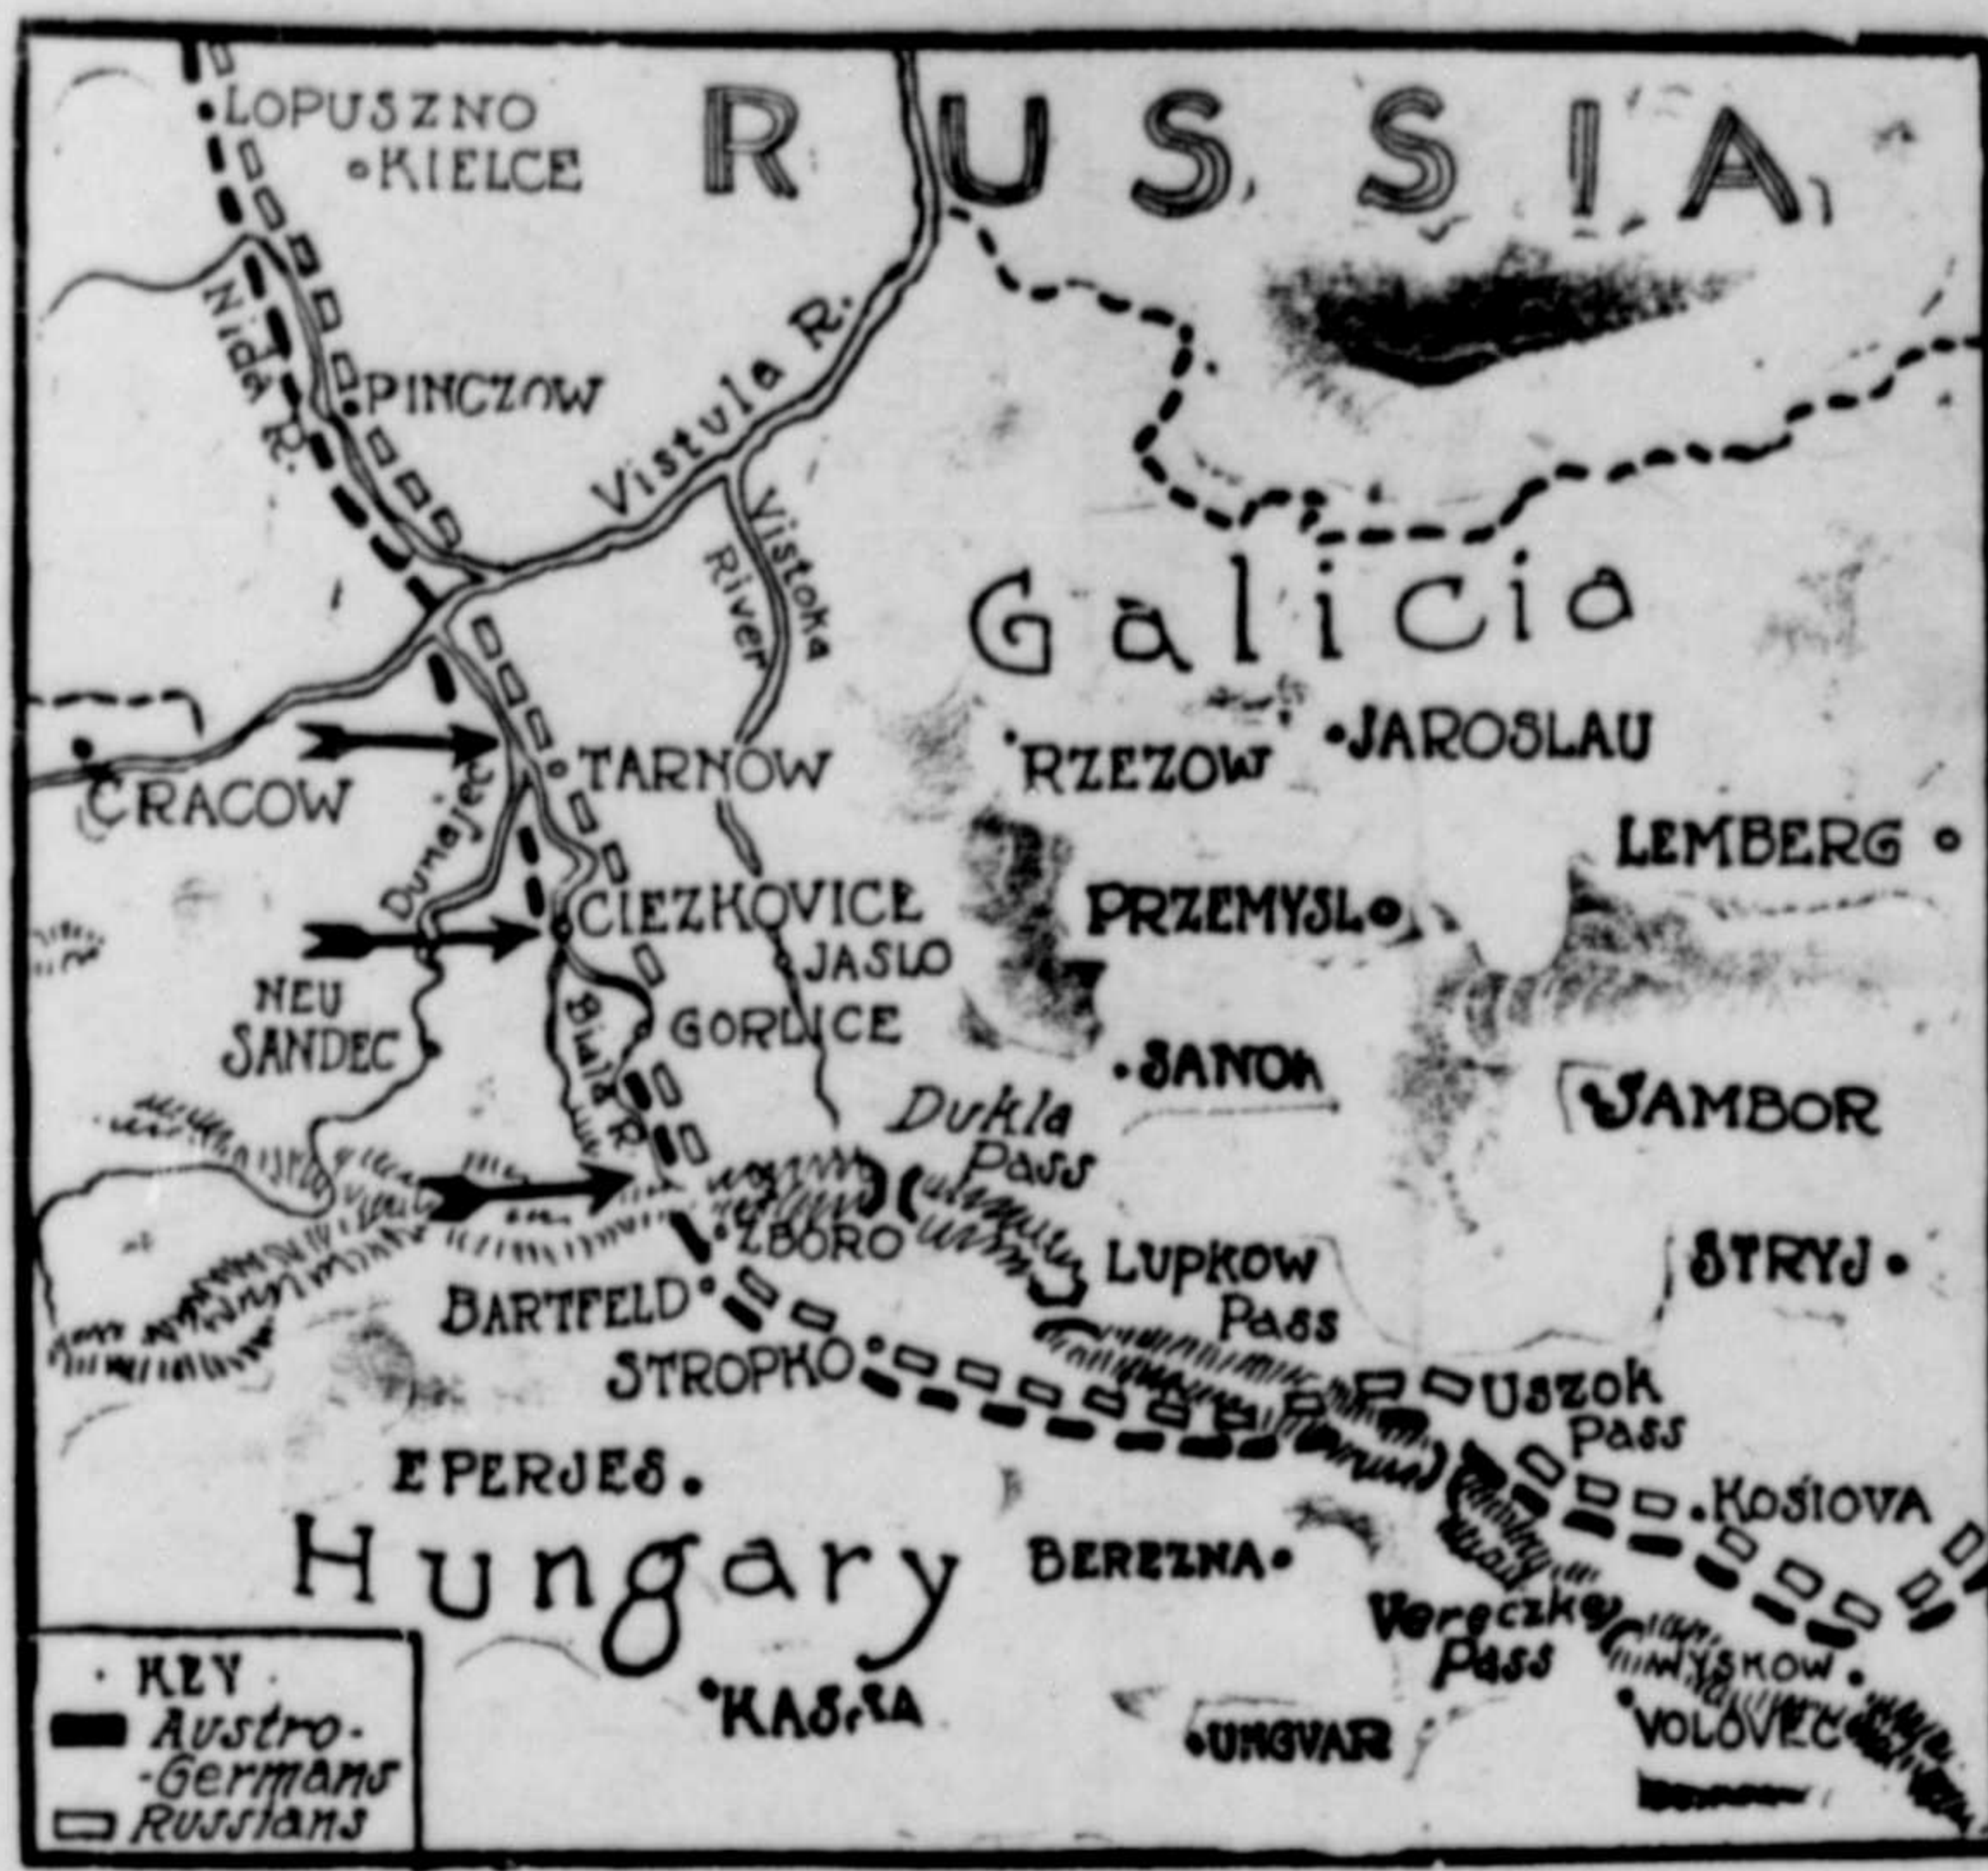 RUSSIA
LOPUSZNO
KIELCE
Nida R.
PINCZOW
Vistula R.
Vistoka
River
Galicia
CRACOW
TARNOW
RZEZOW
JAROSLAU
Dunajec
LEMBERG
CIEZKOVICE
PRZEMYSL
JASLO
NEU
SANDEC
Biala R.
GORLICE
SANOK
SAMBOR
Dukla
Pass
ZBORO
LUPKOW
Pass
STRYJ
BARTFELD
STROPKO
USZOK
Pass
EPERJES
KOSIOVA
Hungary
BEREZNA
Vereczke
Pass
WYSKOW
KEY
Austro-
-Germans
Russians
UNGVAR
VOLOVEC